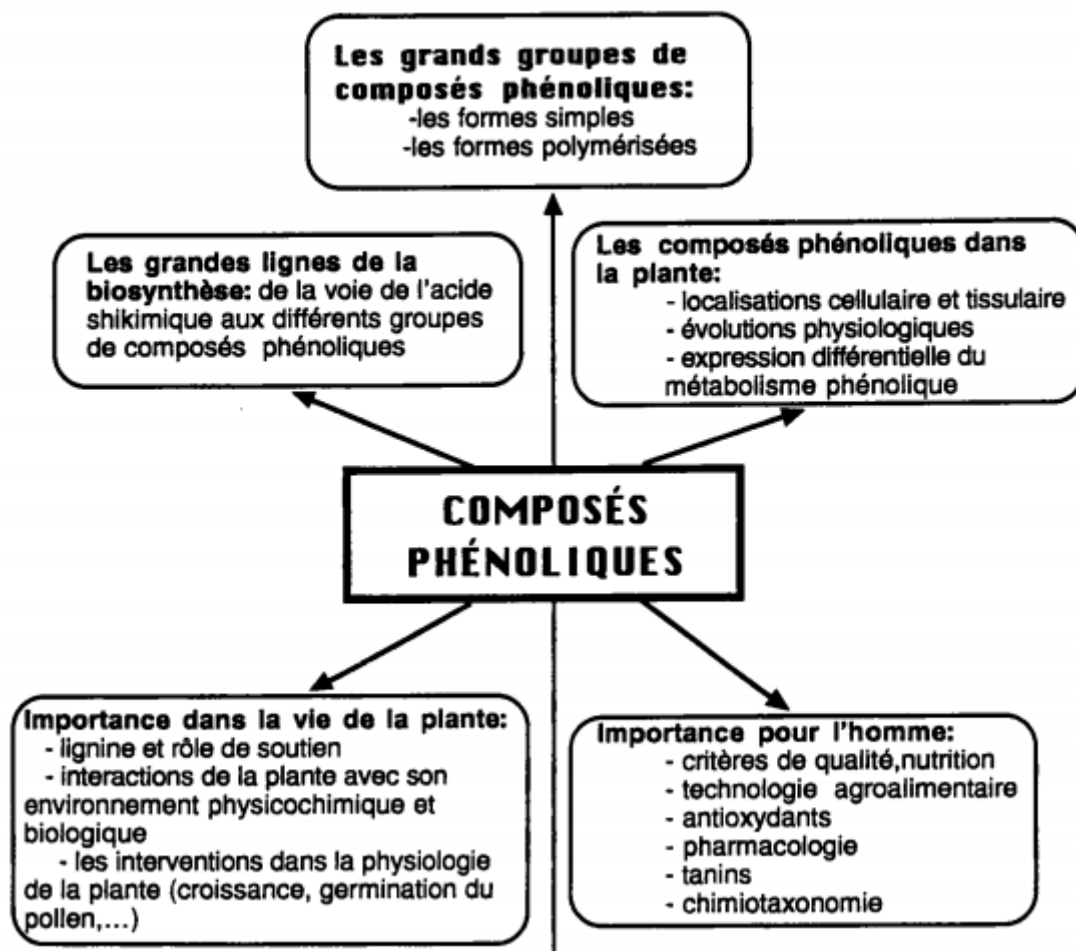 Les grands groupes de
composés phénoliques:
-les formes simples
-les formes polymérisées
Les grandes lignes de la
biosynthèse: de la voie de l'acide
shikimique aux différents groupes
de composés phénoliques
Les composés phénoliques dans
la plante:
- localisations cellulaire et tissulaire
- évolutions physiologiques
- expression différentielle du
métabolisme phénolique
COMPOSÉS
PHÉNOLIQUES
Importance dans la vie de la plante:
- lignine et rôle de soutien
- interactions de la plante avec son
environnement physicochimique et
biologique
- les interventions dans la physiologie
de la plante (croissance, germination du
pollen,...)
Importance pour l'homme:
- critères de qualité,nutrition
- technologie agroalimentaire
- antioxydants
- pharmacologie
- tanins
- chimiotaxonomie